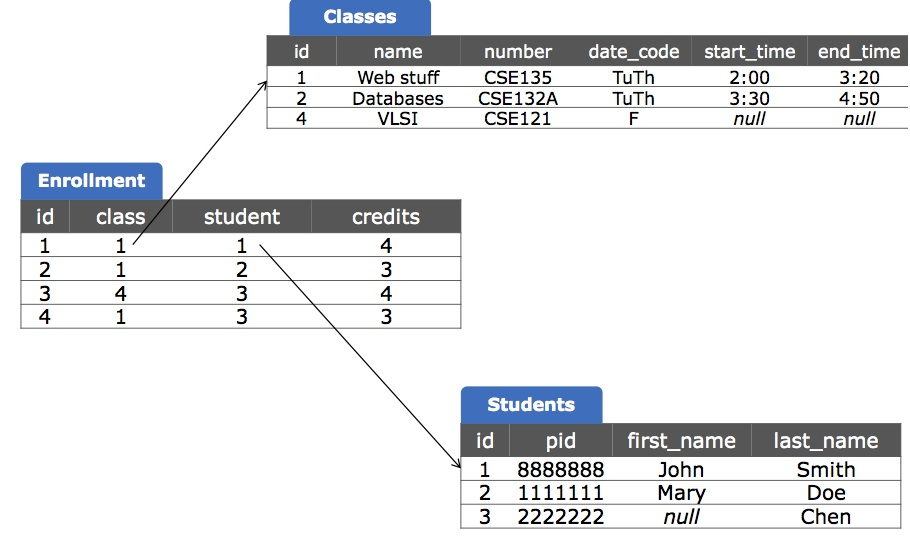 Classes
id name number date_code start_time end_time
1 Web stuff CSE135 TuTh 2:00 3:20
2 Databases CSE132A TuTh 3:30 4:50
4 VLSI CSE121 F null null
Enrollment
id class student credits
1 1 1 4
2 1 2 3
3 4 3 4
4 1 3 3
Students
id pid first_name last_name
1 8888888 John Smith
2 1111111 Mary Doe
3 2222222 null Chen